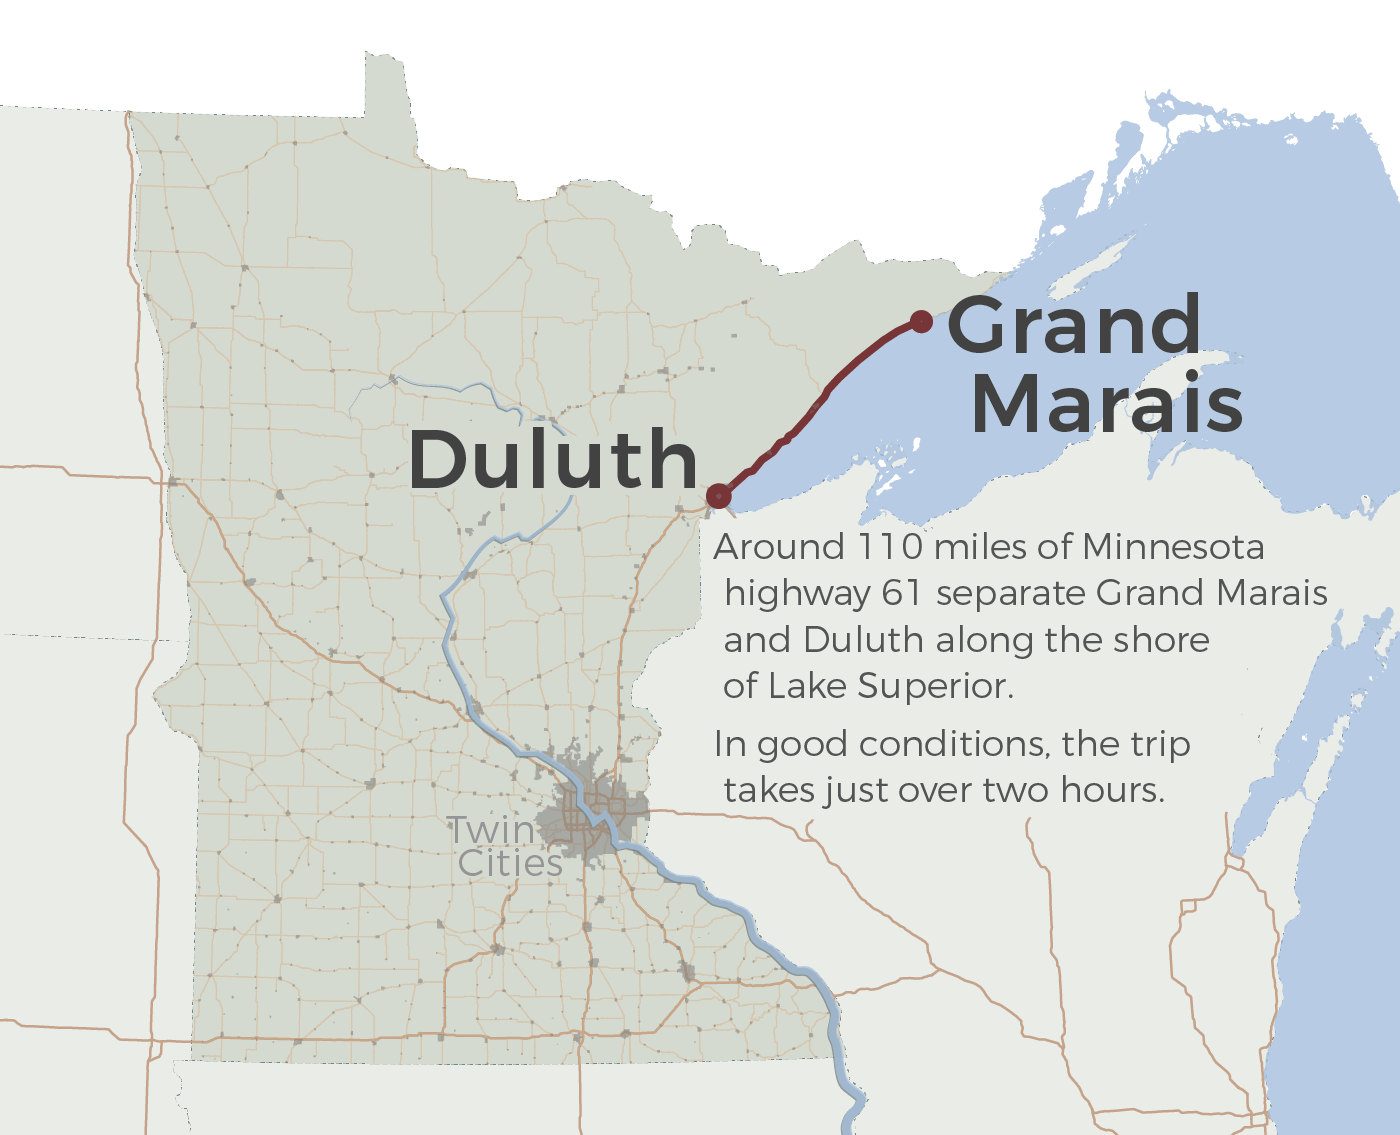 Grand
Marais
Duluth
Around 110 miles of Minnesota
highway 61 separate Grand Marais
and Duluth along the shore
of Lake Superior.
In good conditions, the trip
takes just over two hours.
Twin
Cities